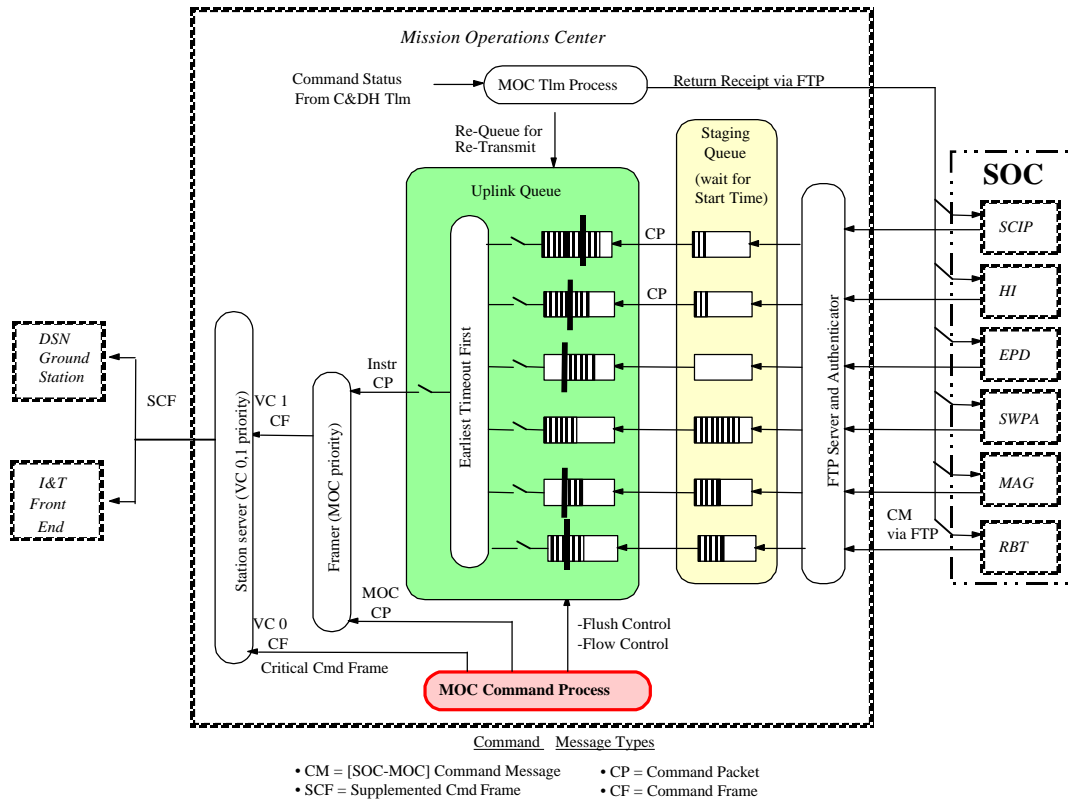 Mission Operations Center
Command Status
From C&DH Tlm
MOC Tlm Process
Return Receipt via FTP
Re-Queue for
Re-Transmit
Staging
Queue
(wait for
Start Time)
Uplink Queue
SOC
CP
CP
SCIP
HI
EPD
SWPA
MAG
RBT
DSN
Ground
Station
I&T
Front
End
SCF
Station server (VC 0,1 priority)
VC 1
CF
Framer (MOC priority)
Instr
CP
Earliest Timeout First
FTP Server and Authenticator
CM
via FTP
MOC
CP
VC 0
CF
Critical Cmd Frame
-Flush Control
-Flow Control
MOC Command Process
Command Message Types
• CM = [SOC-MOC] Command Message
• CP = Command Packet
• SCF = Supplemented Cmd Frame
• CF = Command Frame